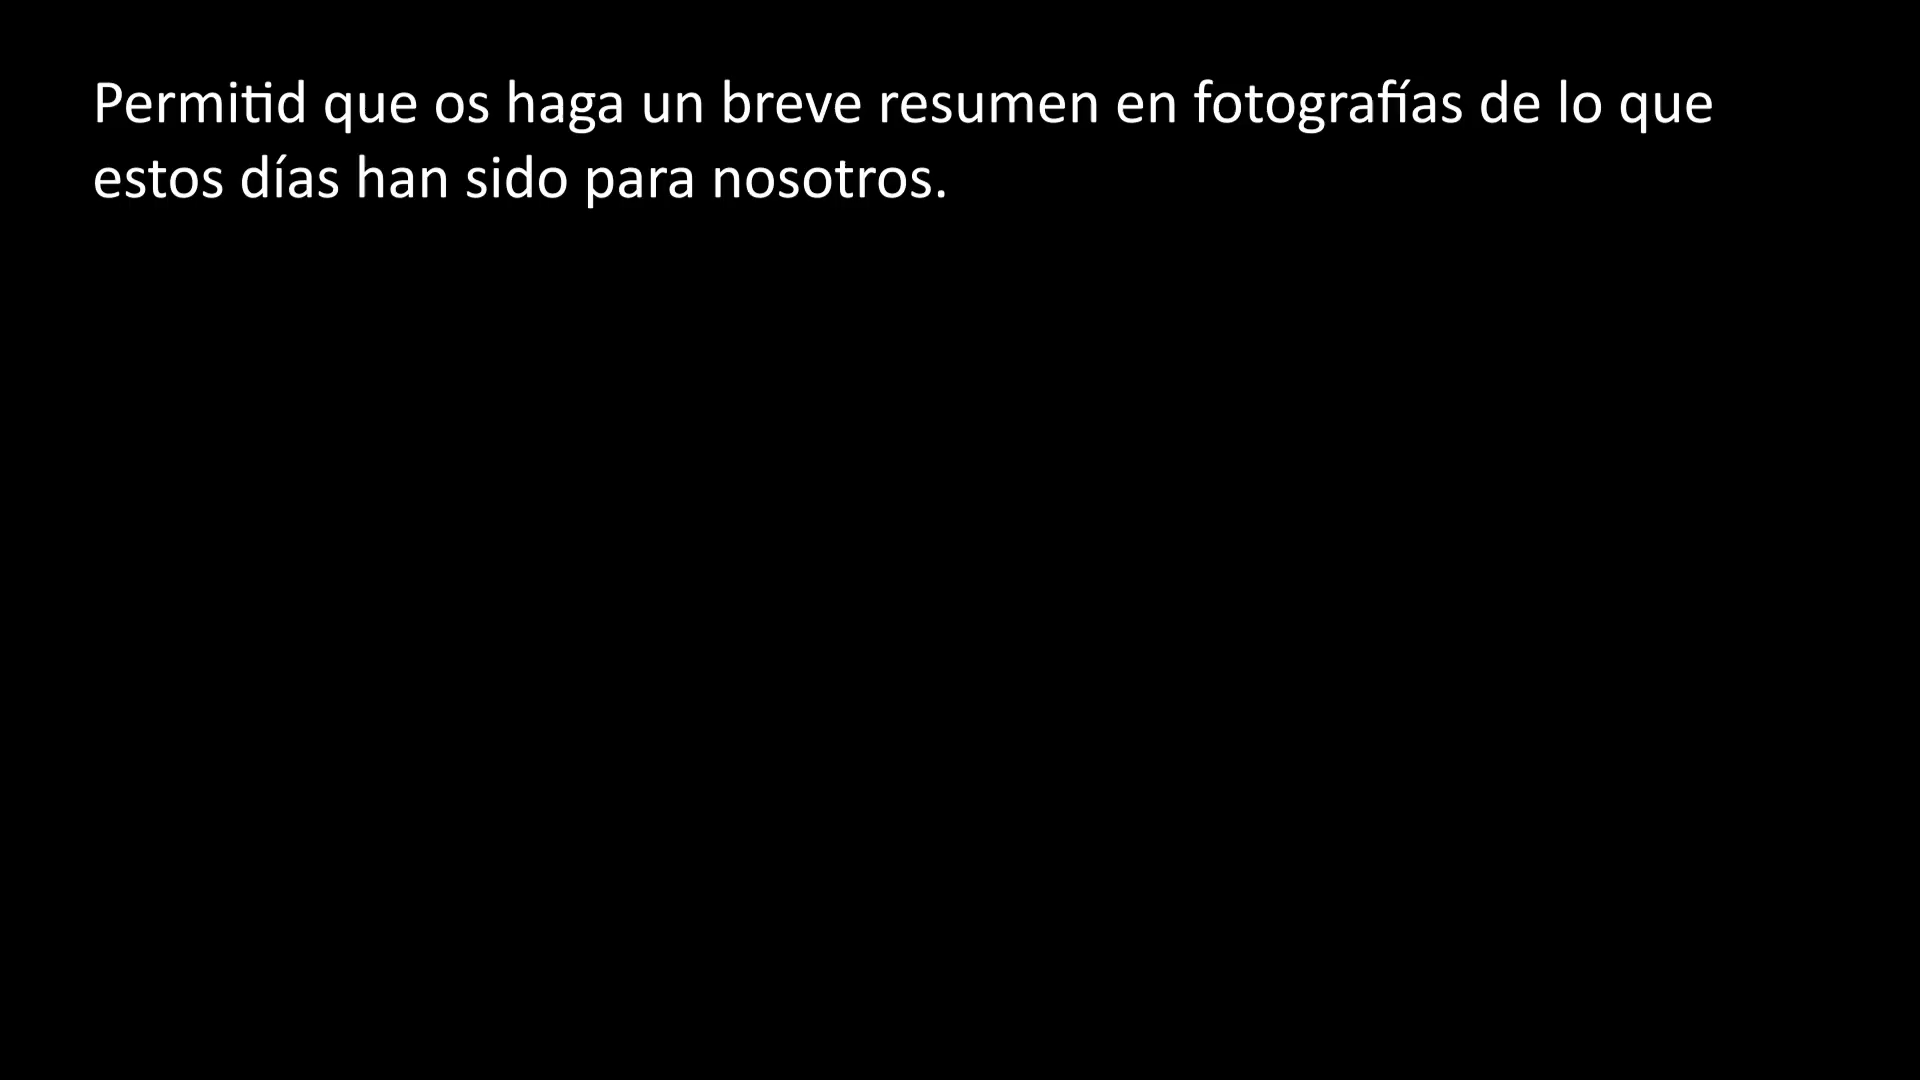 Permitid que os haga un breve resumen en fotografías de lo que
estos días han sido para nosotros.